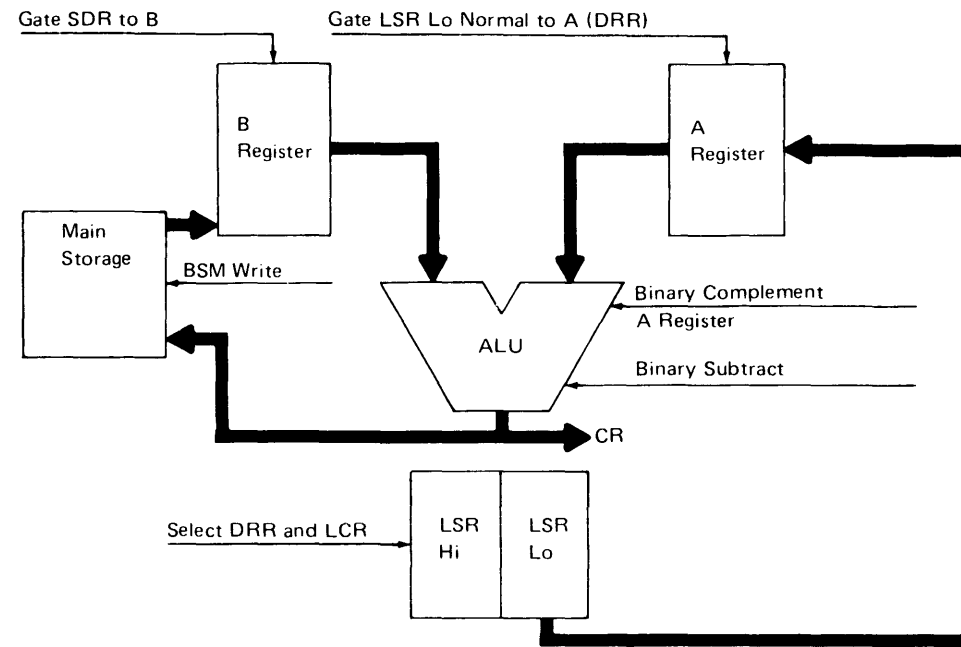 Gate SDR to B
Gate LSR Lo Normal to A (DRR)
B
Register
A
Register
Main
Storage
BSM Write
Binary Complement
A Register
ALU
Binary Subtract
CR
Select DRR and LCR
LSR
Hi
LSR
Lo